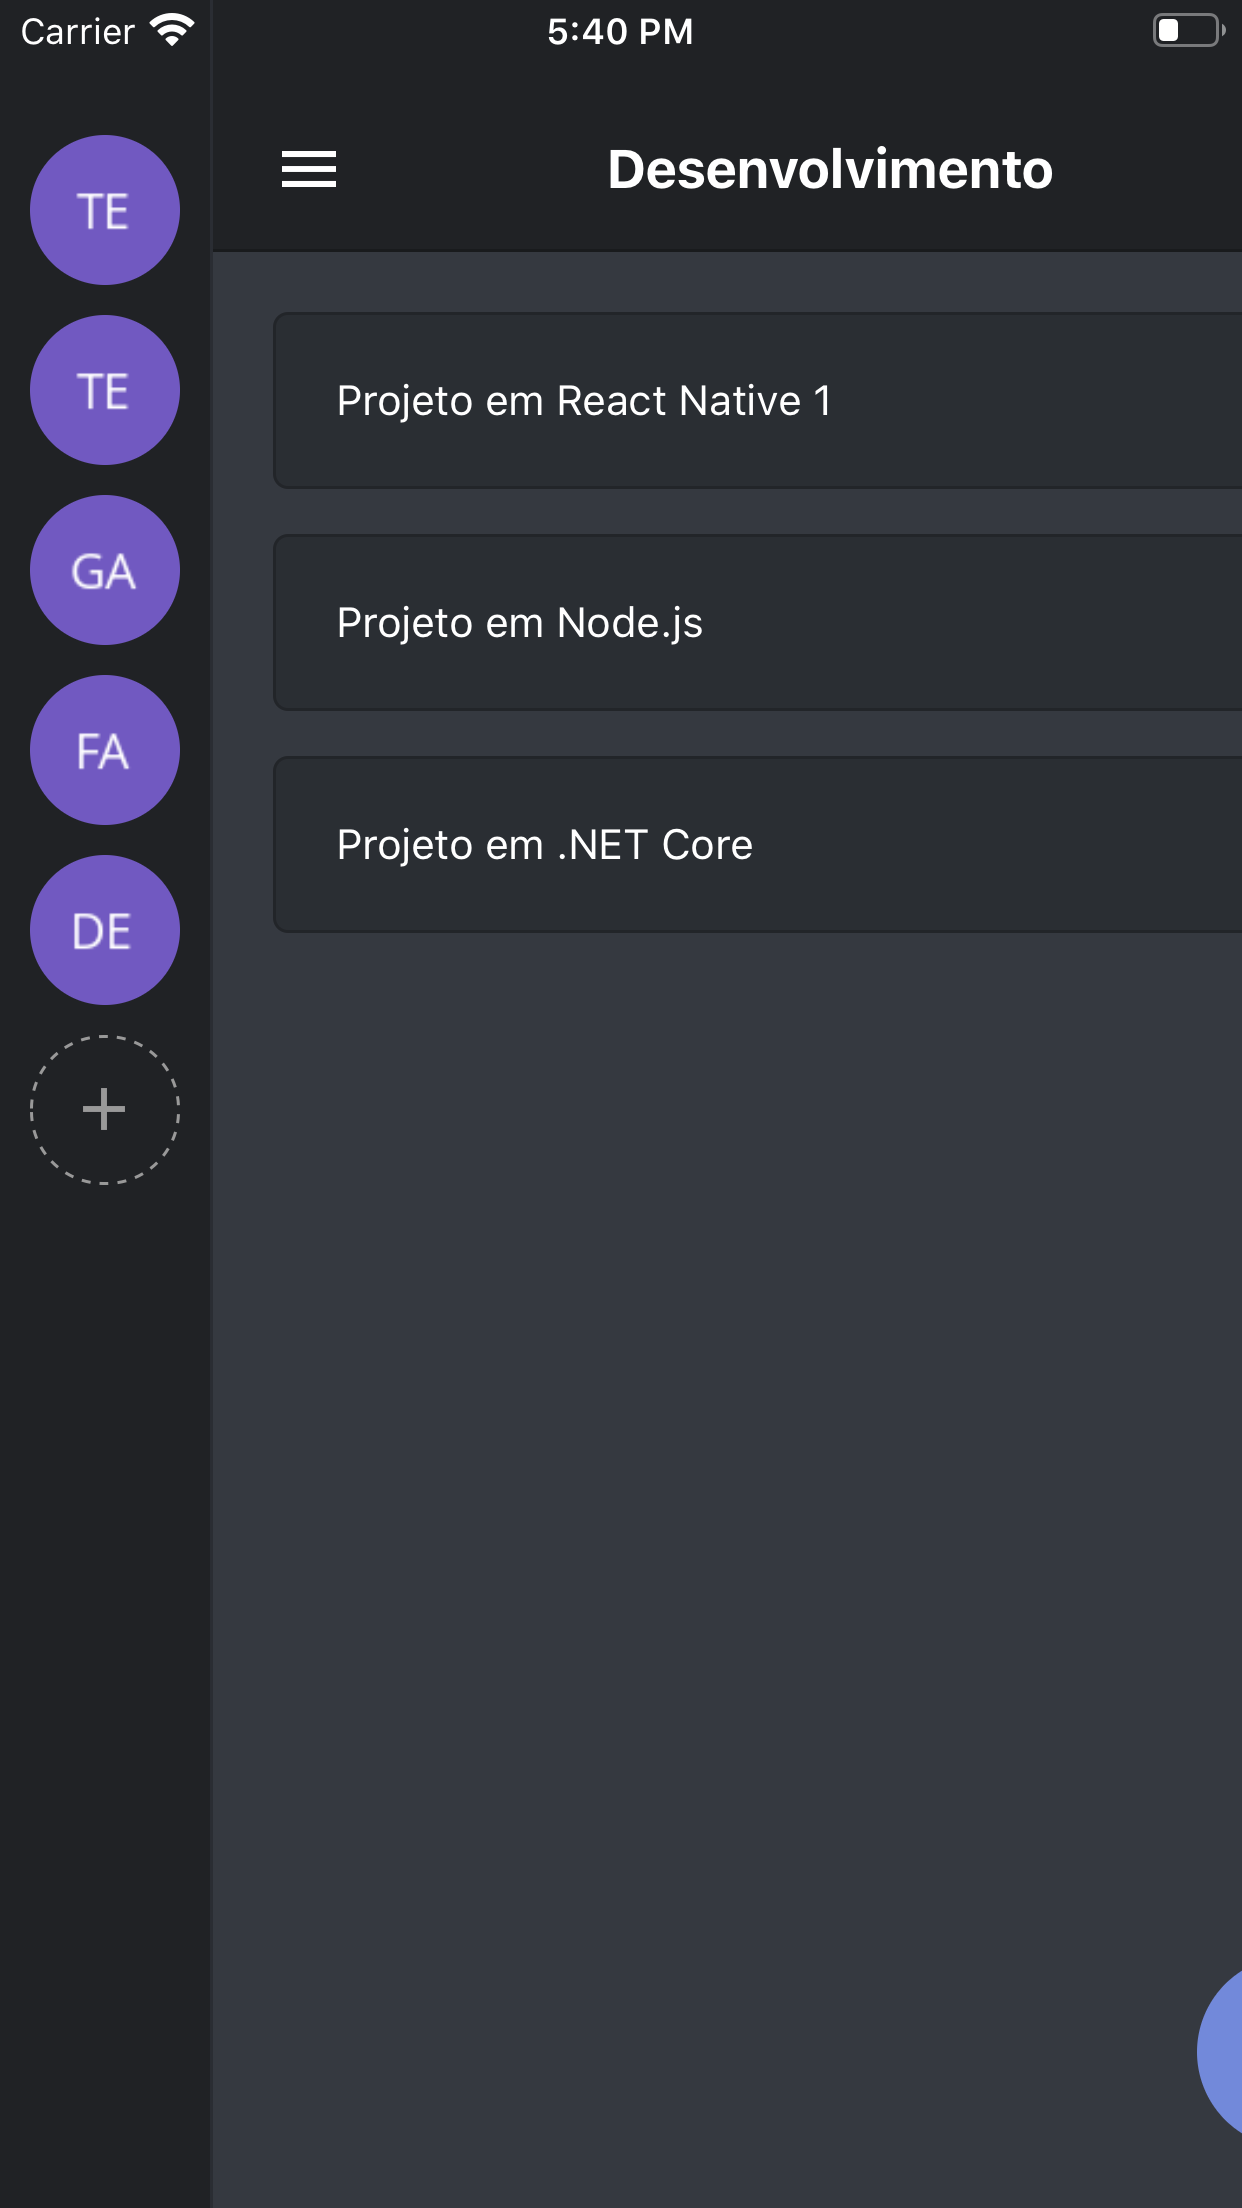 Carrier 5:40 PM
TE
TE
GA
FA
DE
Desenvolvimento
Projeto em React Native 1
Projeto em Node.js
Projeto em .NET Core